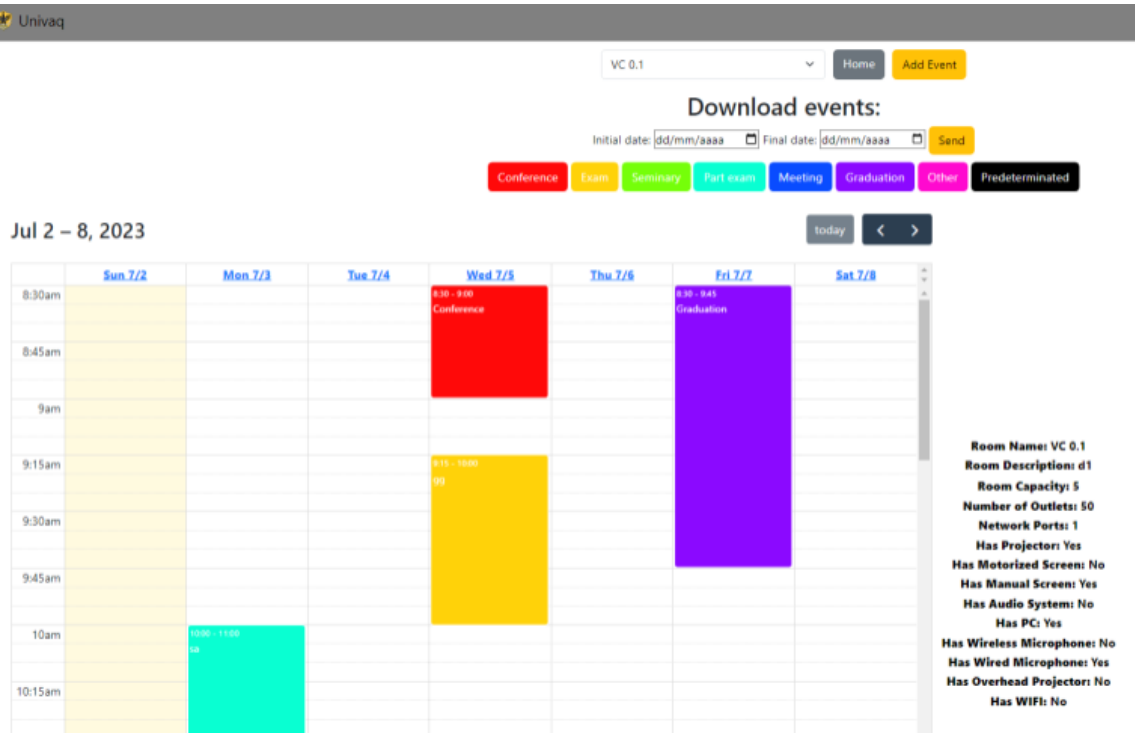 Univaq
VC 0.1 Home Add Event
Download events:
Initial date: dd/mm/aaaa Final date: dd/mm/aaaa Send
Conference Exam Seminary Part exam Meeting Graduation Other Predeterminated
Jul 2 – 8, 2023 today
Sun 7/2 Mon 7/3 Tue 7/4 Wed 7/5 Thu 7/6 Fri 7/7 Sat 7/8
8:30am
8:30 - 9:00
Conference
8:30 - 9:45
Graduation
8:45am
9am
9:15am
9:15 - 10:00
gg
9:30am
9:45am
10am
10:00 - 11:00
sa
10:15am
Room Name: VC 0.1
Room Description: d1
Room Capacity: 5
Number of Outlets: 50
Network Ports: 1
Has Projector: Yes
Has Motorized Screen: No
Has Manual Screen: Yes
Has Audio System: No
Has PC: Yes
Has Wireless Microphone: No
Has Wired Microphone: Yes
Has Overhead Projector: No
Has WIFI: No